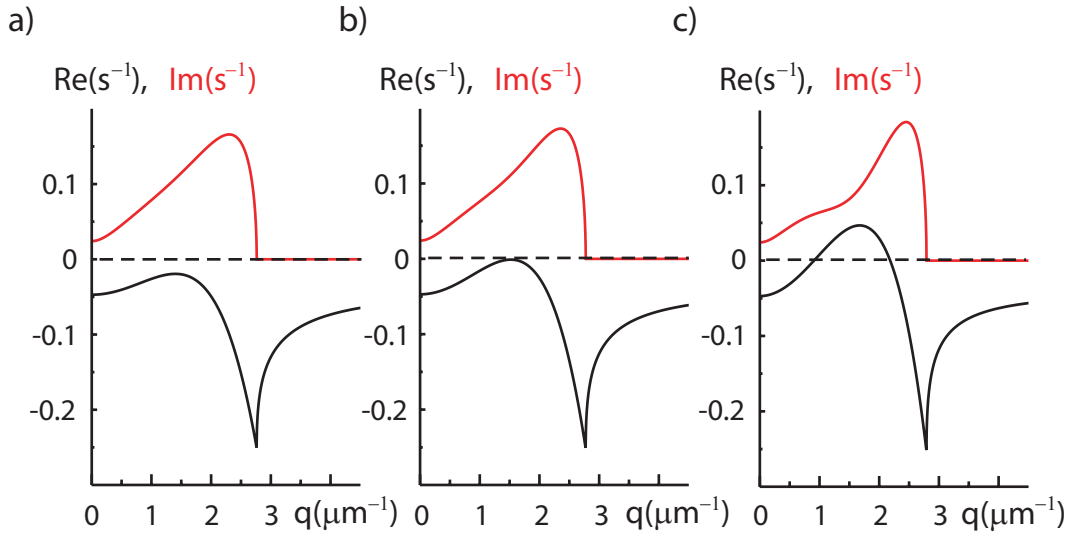 a)
b)
c)
Re(s⁻¹), Im(s⁻¹)
Re(s⁻¹), Im(s⁻¹)
Re(s⁻¹), Im(s⁻¹)
0.1
0
-0.1
-0.2
0 1 2 3 q(μm⁻¹)
0.1
0
-0.1
-0.2
0 1 2 3 q(μm⁻¹)
0.1
0
-0.1
-0.2
0 1 2 3 q(μm⁻¹)